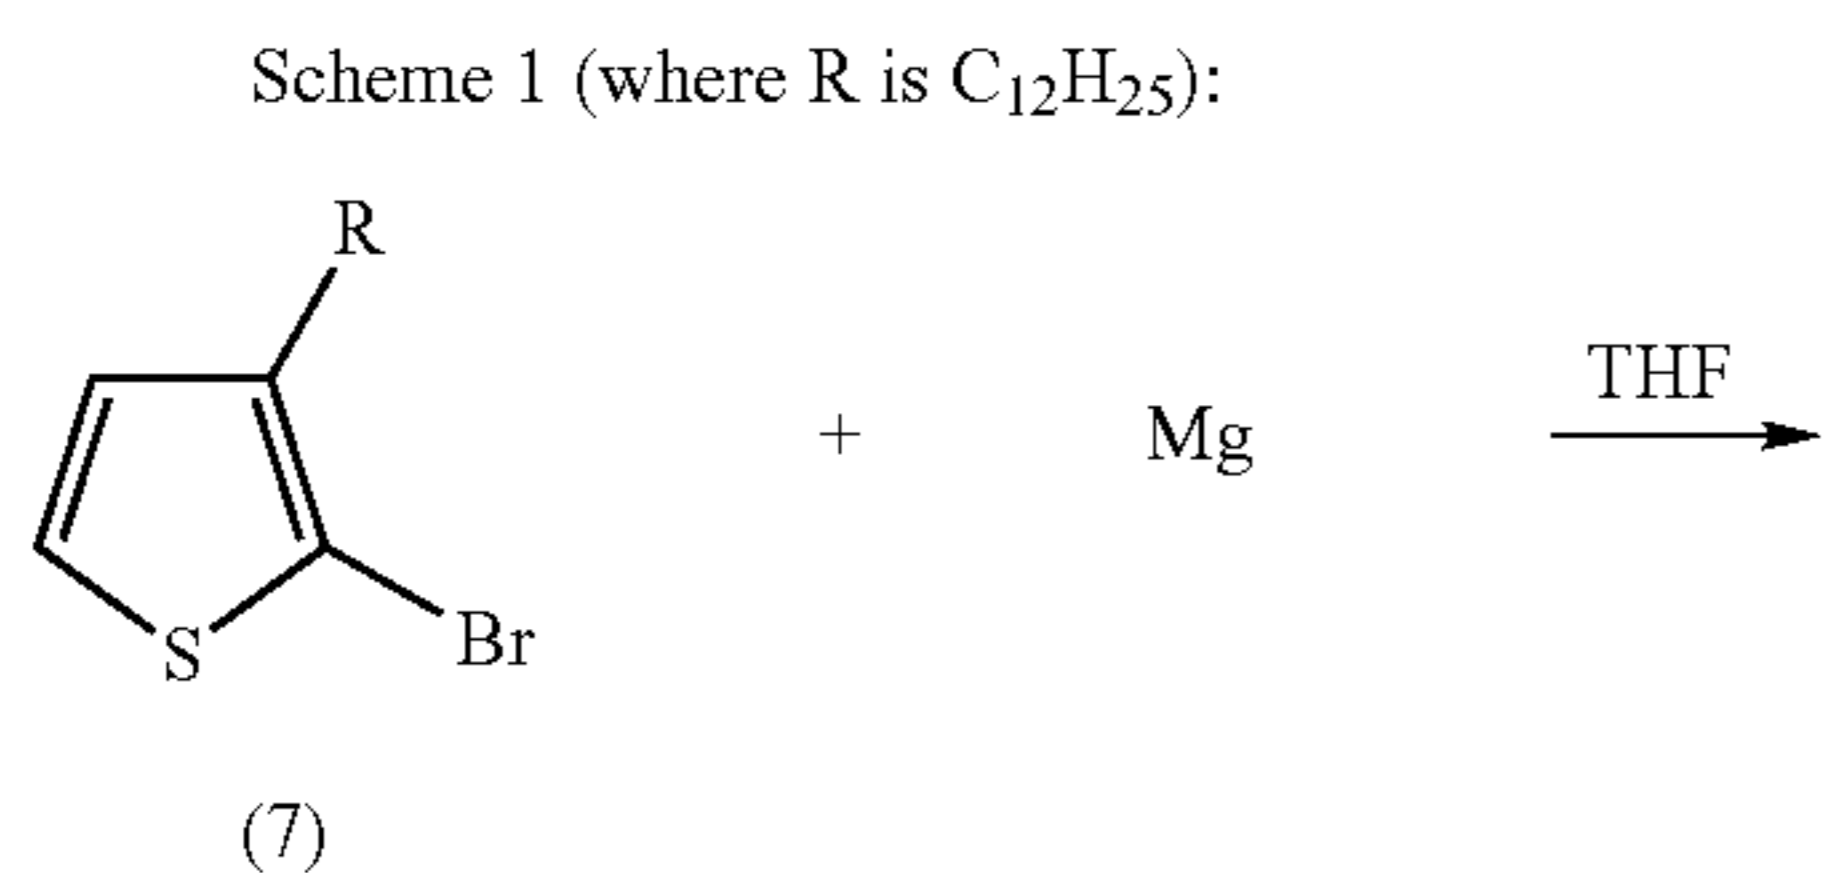 Scheme 1 (where R is C₁₂H₂₅):
R
THF
+ Mg
S
Br
(7)